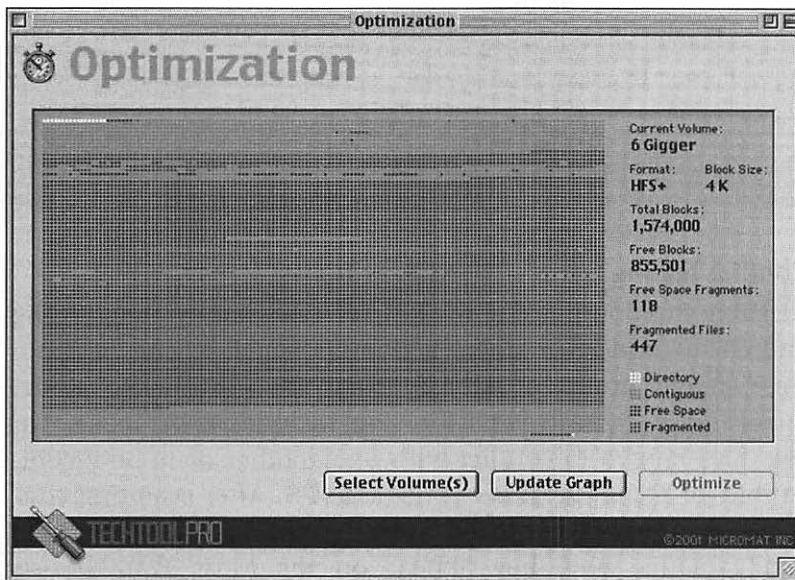 Optimization
Optimization
Current Volume:
6 Gigger
Format: Block Size:
HFS+ 4 K
Total Blocks:
1,574,000
Free Blocks:
855,501
Free Space Fragments:
118
Fragmented Files:
447
Directory
Contiguous
Free Space
Fragmented
Select Volume(s) Update Graph Optimize
TECHTOOL PRO ©2001 MICROMAT INC